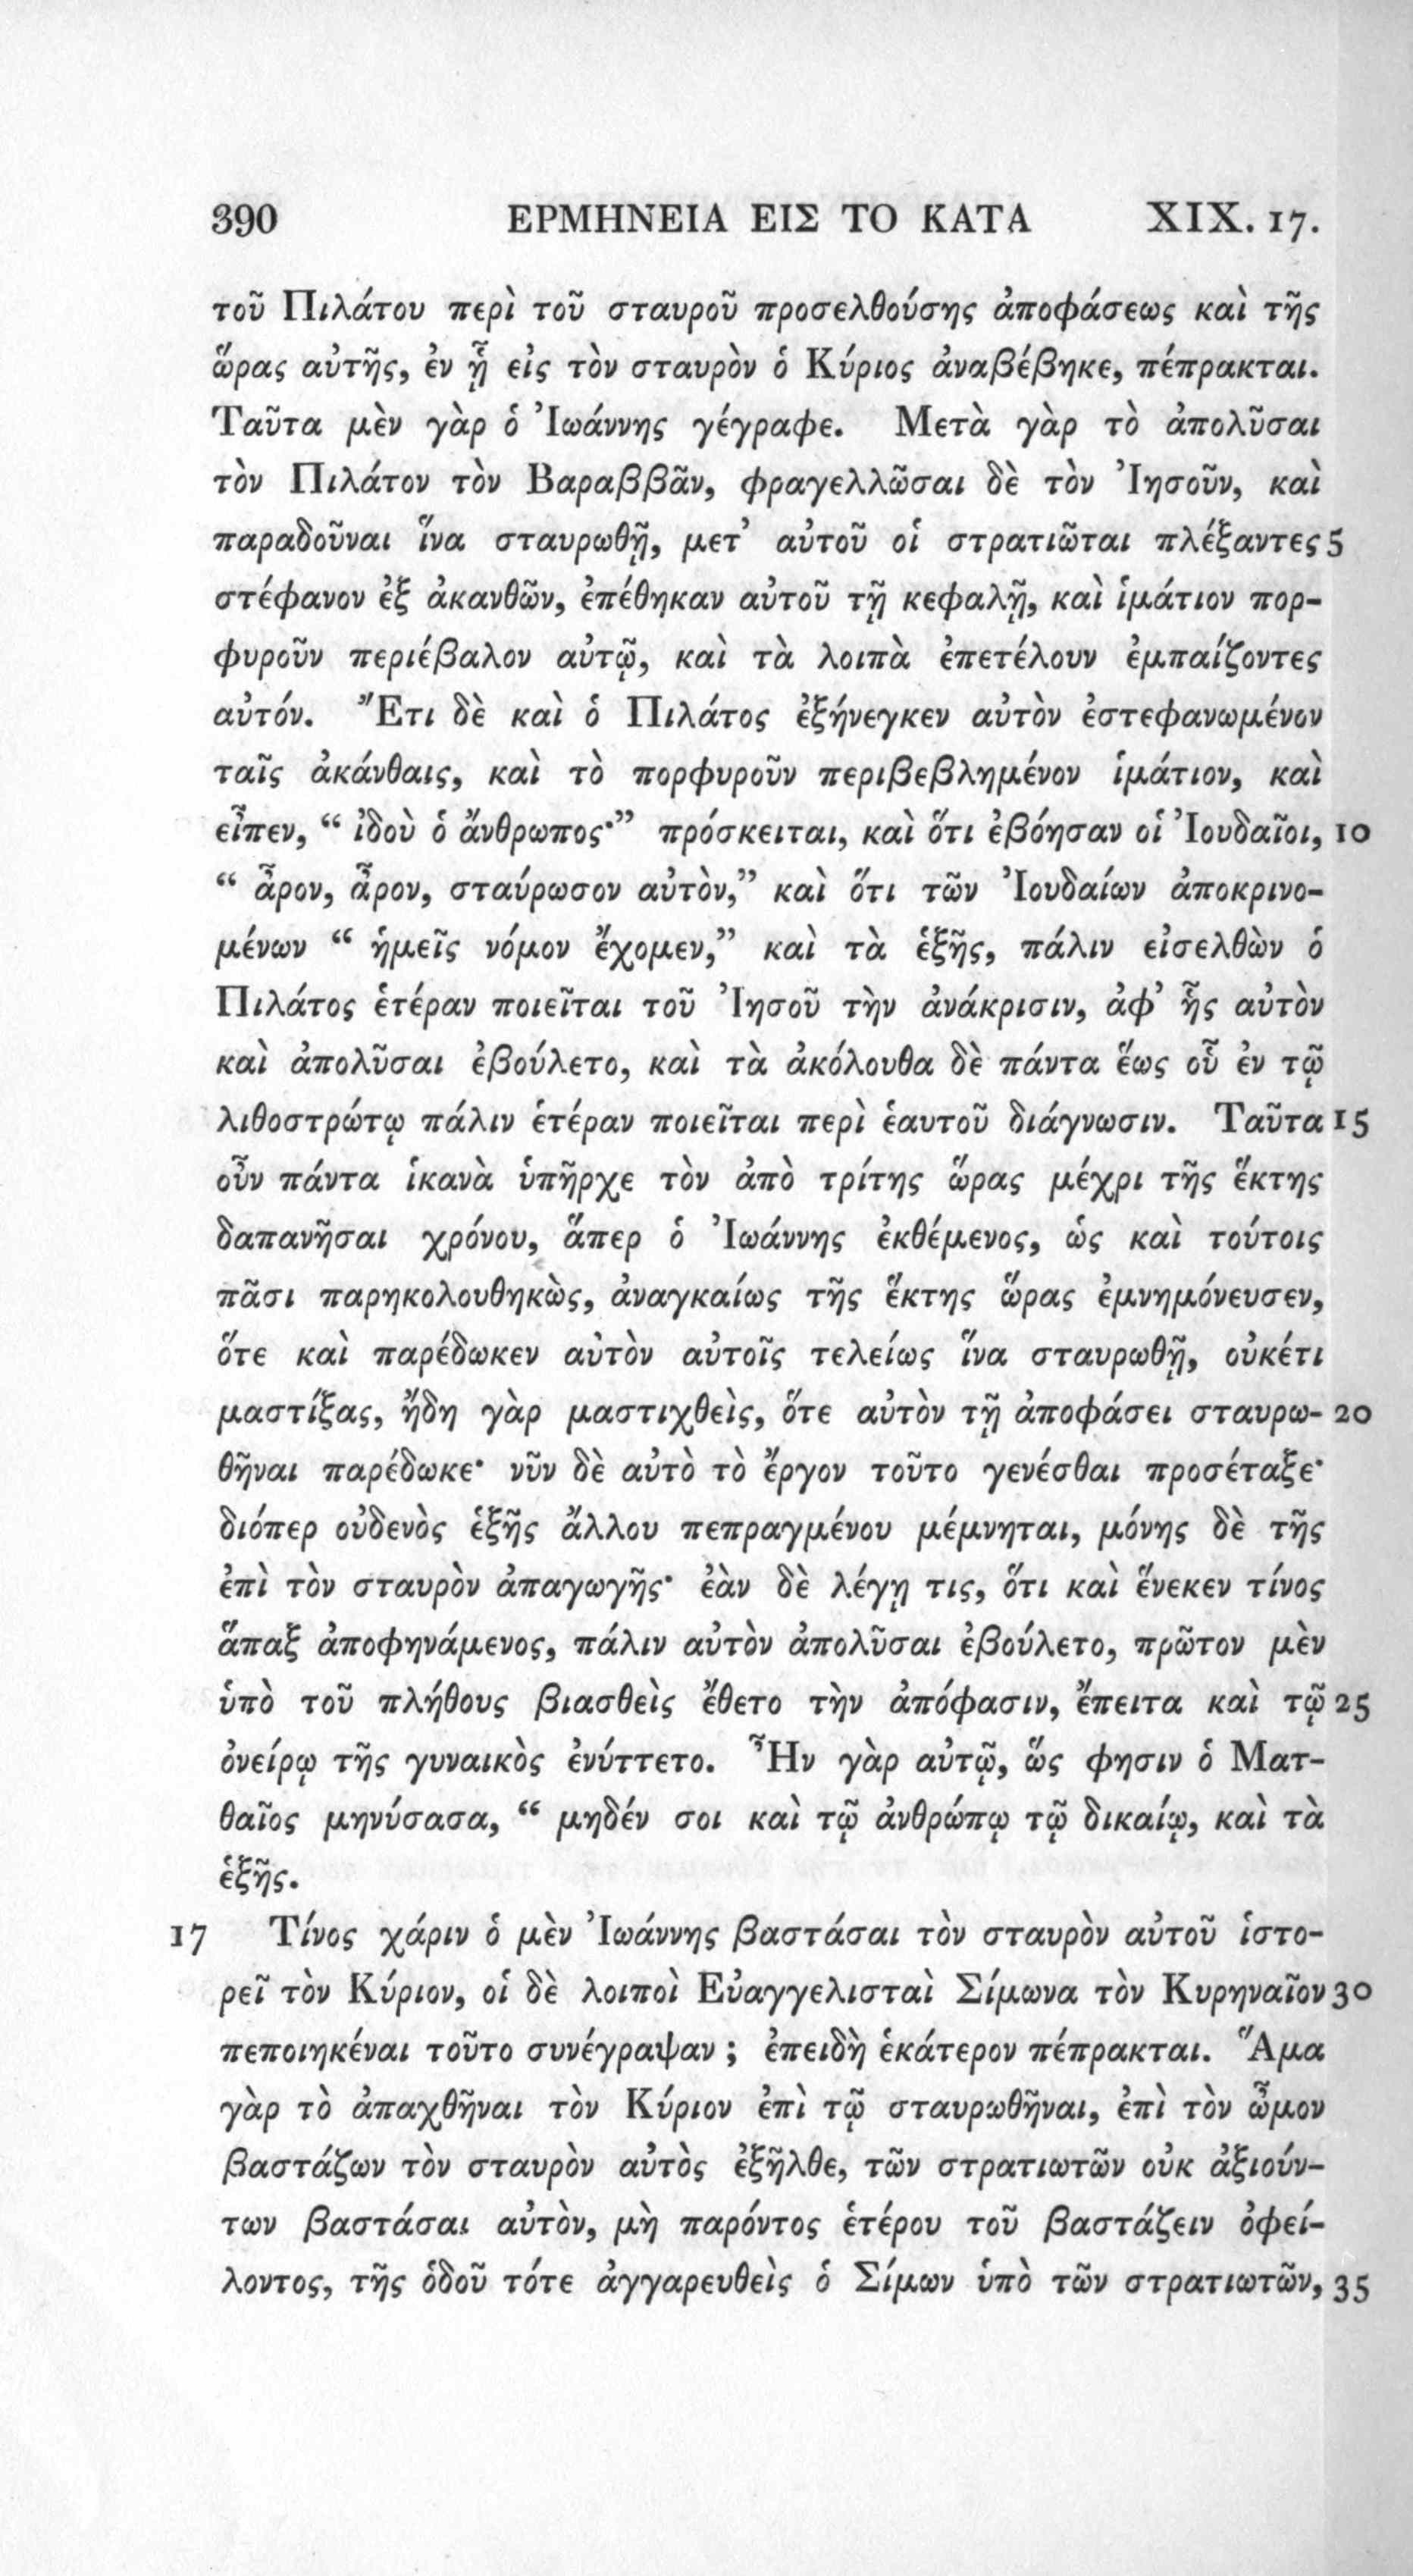 390 ΕΡΜΗΝΕΙΑ ΕΙΣ ΤΟ ΚΑΤΑ XIX. 17.
τοῦ Πιλάτου περὶ τοῦ σταυροῦ προσελθούσης ἀποφάσεως καὶ τῆς
ὥρας αὐτῆς, ἐν ᾗ εἰς τὸν σταυρὸν ὁ Κύριος ἀναβέβηκε, πέπρακται.
Ταῦτα μὲν γὰρ ὁ Ἰωάννης γέγραφε. Μετὰ γὰρ τὸ ἀπολῦσαι
τὸν Πιλάτον τὸν Βαραββᾶν, φραγελλῶσαι δὲ τὸν Ἰησοῦν, καὶ
παραδοῦναι ἵνα σταυρωθῇ, μετ’ αὐτοῦ οἱ στρατιῶται πλέξαντες 5
στέφανον ἐξ ἀκανθῶν, ἐπέθηκαν αὐτοῦ τῇ κεφαλῇ, καὶ ἱμάτιον πορ-
φυροῦν περιέβαλον αὐτῷ, καὶ τὰ λοιπὰ ἐπετέλουν ἐμπαίζοντες
αὐτόν. Ἔτι δὲ καὶ ὁ Πιλάτος ἐξήνεγκεν αὐτὸν ἐστεφανωμένον
ταῖς ἀκάνθαις, καὶ τὸ πορφυροῦν περιβεβλημένον ἱμάτιον, καὶ
εἶπεν, “ ἰδοὺ ὁ ἄνθρωπος·” πρόσκειται, καὶ ὅτι ἐβόησαν οἱ Ἰουδαῖοι, 10
“ ἆρον, ἆρον, σταύρωσον αὐτὸν,” καὶ ὅτι τῶν Ἰουδαίων ἀποκρινο-
μένων “ ἡμεῖς νόμον ἔχομεν,” καὶ τὰ ἑξῆς, πάλιν εἰσελθὼν ὁ
Πιλάτος ἑτέραν ποιεῖται τοῦ Ἰησοῦ τὴν ἀνάκρισιν, ἀφ’ ἧς αὐτὸν
καὶ ἀπολῦσαι ἐβούλετο, καὶ τὰ ἀκόλουθα δὲ πάντα ἕως οὗ ἐν τῷ
λιθοστρώτῳ πάλιν ἑτέραν ποιεῖται περὶ ἑαυτοῦ διάγνωσιν. Ταῦτα 15
οὖν πάντα ἱκανὰ ὑπῆρχε τὸν ἀπὸ τρίτης ὥρας μέχρι τῆς ἕκτης
δαπανῆσαι χρόνον, ἅπερ ὁ Ἰωάννης ἐκθέμενος, ὡς καὶ τούτοις
πᾶσι παρηκολουθηκὼς, ἀναγκαίως τῆς ἕκτης ὥρας ἐμνημόνευσεν,
ὅτε καὶ παρέδωκεν αὐτὸν αὐτοῖς τελείως ἵνα σταυρωθῇ, οὐκέτι
μαστίξας, ἤδη γὰρ μαστιχθεὶς, ὅτε αὐτὸν τῇ ἀποφάσει σταυρω- 20
θῆναι παρέδωκε· νῦν δὲ αὐτὸ τὸ ἔργον τοῦτο γενέσθαι προσέταξε·
διόπερ οὐδενὸς ἑξῆς ἄλλου πεπραγμένου μέμνηται, μόνης δὲ τῆς
ἐπὶ τὸν σταυρὸν ἀπαγωγῆς· ἐὰν δὲ λέγῃ τις, ὅτι καὶ ἕνεκεν τίνος
ἅπαξ ἀποφηνάμενος, πάλιν αὐτὸν ἀπολῦσαι ἐβούλετο, πρῶτον μὲν
ὑπὸ τοῦ πλήθους βιασθεὶς ἔθετο τὴν ἀπόφασιν, ἔπειτα καὶ τῷ 25
ὀνείρῳ τῆς γυναικὸς ἐνύττετο. Ἦν γὰρ αὐτῷ, ὥς φησιν ὁ Ματ-
θαῖος μηνύσασα, “ μηδέν σοι καὶ τῷ ἀνθρώπῳ τῷ δικαίῳ, καὶ τὰ
ἑξῆς.
17 Τίνος χάριν ὁ μὲν Ἰωάννης βαστάσαι τὸν σταυρὸν αὐτοῦ ἱστο-
ρεῖ τὸν Κύριον, οἱ δὲ λοιποὶ Εὐαγγελισταὶ Σίμωνα τὸν Κυρηναῖον 30
πεποιηκέναι τοῦτο συνέγραψαν ; ἐπειδὴ ἑκάτερον πέπρακται. Ἅμα
γὰρ τὸ ἀπαχθῆναι τὸν Κύριον ἐπὶ τῷ σταυρωθῆναι, ἐπὶ τὸν ὦμον
βαστάζων τὸν σταυρὸν αὐτὸς ἐξῆλθε, τῶν στρατιωτῶν οὐκ ἀξιούν-
των βαστάσαι αὐτὸν, μὴ παρόντος ἑτέρου τοῦ βαστάζειν ὀφεί-
λοντος, τῆς ὁδοῦ τότε ἀγγαρευθεὶς ὁ Σίμων ὑπὸ τῶν στρατιωτῶν, 35